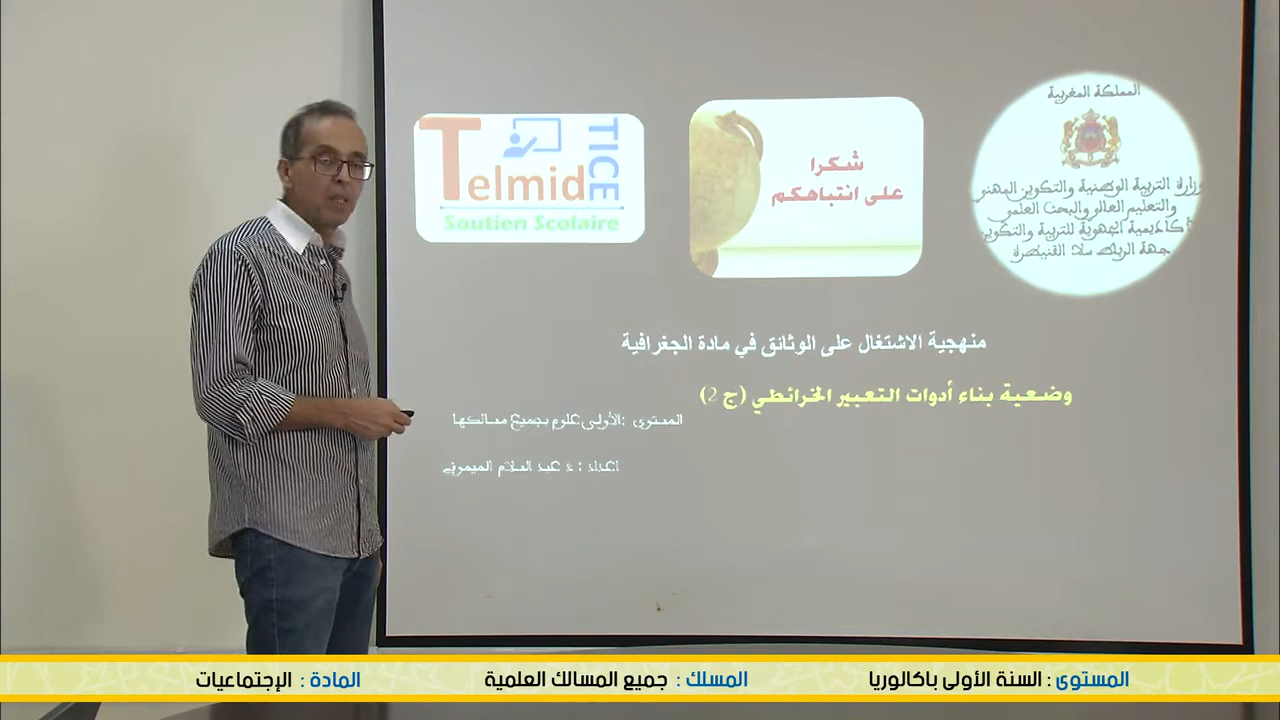 المملكة المغربية
وزارة التربية الوطنية والتكوين المهني
والتعليم العالي والبحث العلمي
أكاديمية الجهوية للتربية والتكوين
جهة الرباط سلا القنيطرة
شكرا
على انتباهكم
Telmid TICE
Soutien Scolaire
منهجية الاشتغال على الوثائق في مادة الجغرافية
وضعية بناء أدوات التعبير الخرائطي (ج 2)
المستوى :الأولى علوم بجميع مسالكها
اعداد : ذ عبد السلام الميموني
المستوى : السنة الأولى باكالوريا
المسلك : جميع المسالك العلمية
المادة : الإجتماعيات